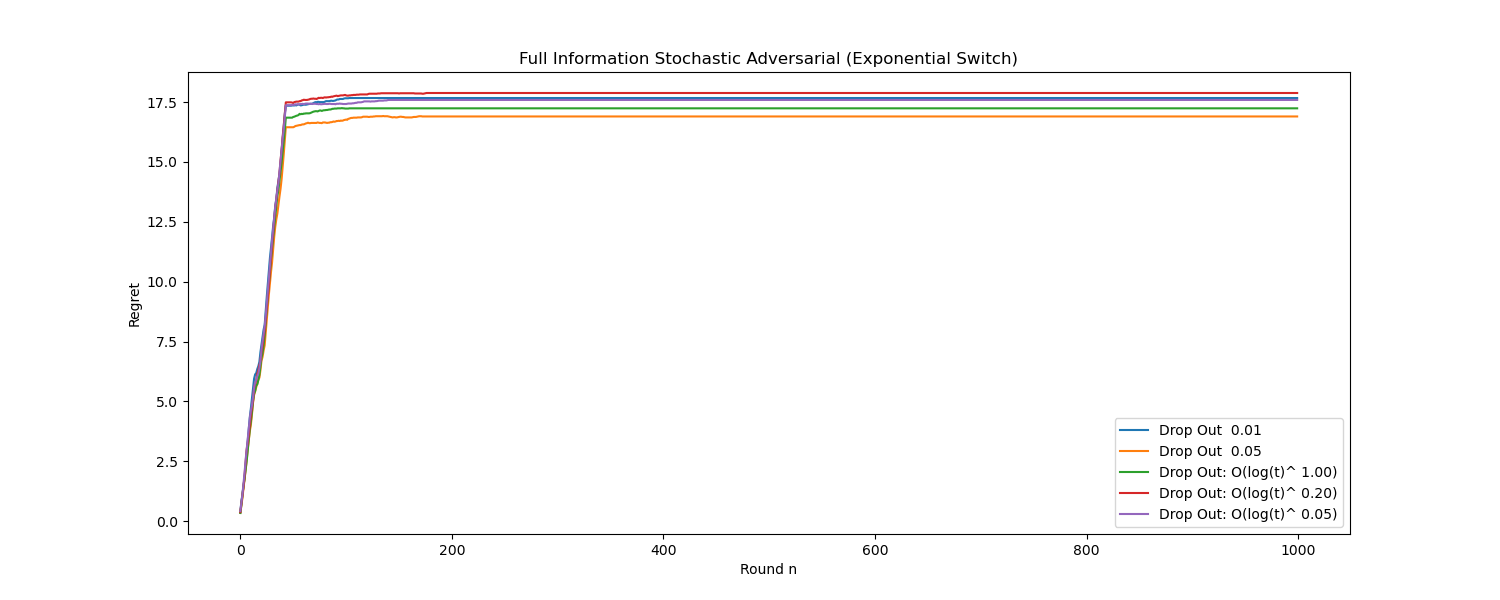 Full Information Stochastic Adversarial (Exponential Switch)
17.5
15.0
12.5
10.0
7.5
5.0
2.5
0.0
Regret
0 200 400 600 800 1000
Round n
Drop Out  0.01
Drop Out  0.05
Drop Out: O(log(t)^ 1.00)
Drop Out: O(log(t)^ 0.20)
Drop Out: O(log(t)^ 0.05)